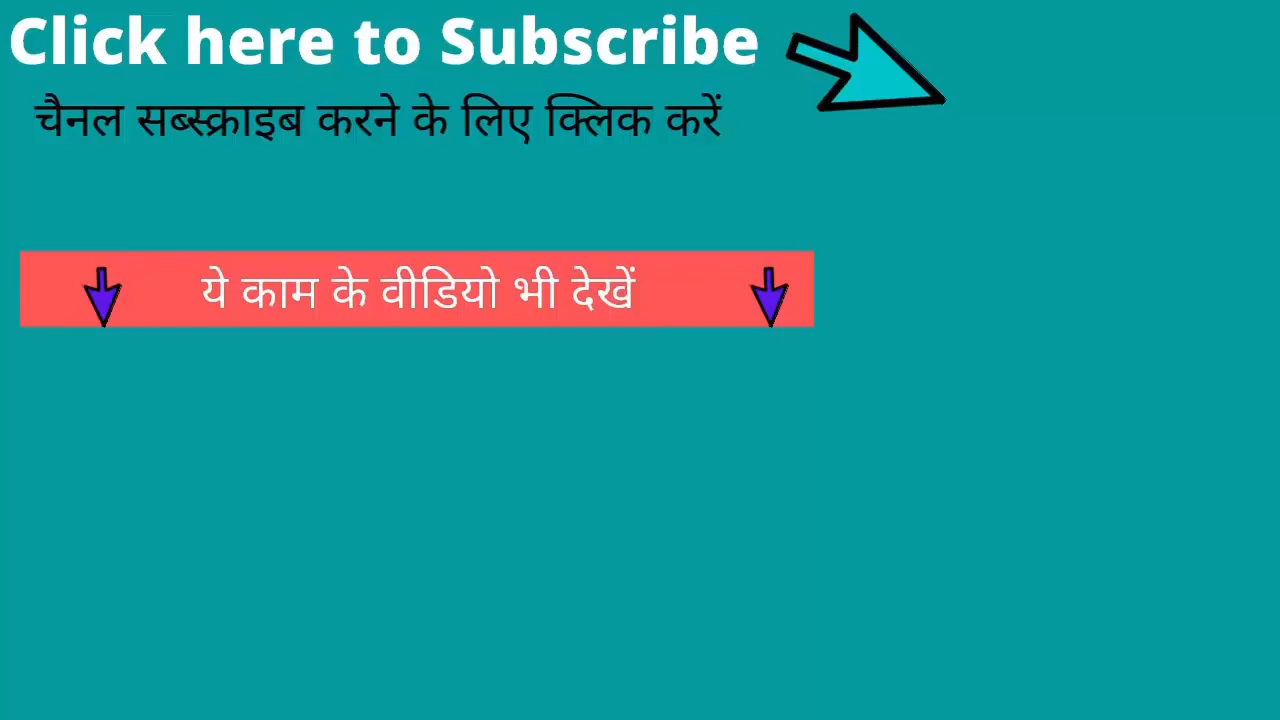 Click here to Subscribe
चैनल सब्स्क्राइब करने के लिए क्लिक करें
ये काम के वीडियो भी देखें